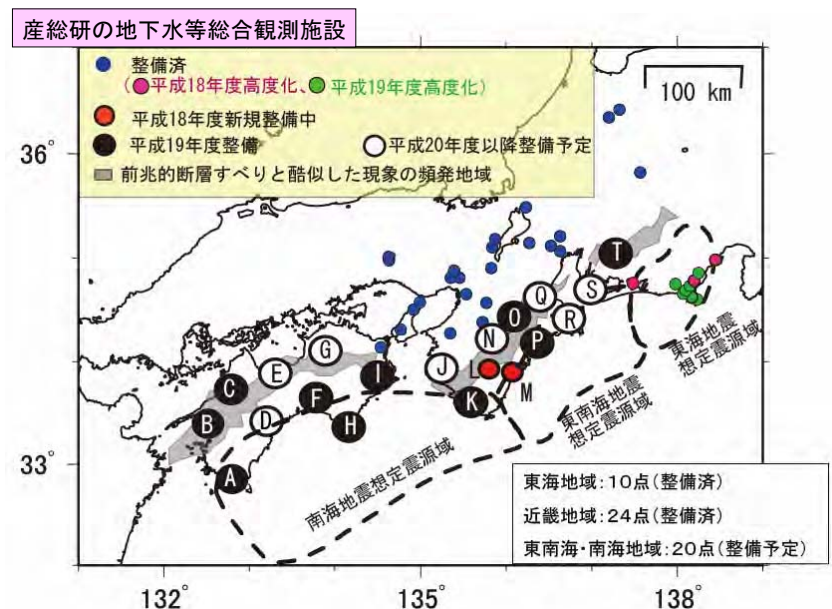 産総研の地下水等総合観測施設
整備済
(●平成18年度高度化、●平成19年度高度化)
平成18年度新規整備中
平成19年度整備
平成20年度以降整備予定
前兆的断層すべりと酷似した現象の頻発地域
100 km
36°
33°
T
S
Q
R
O
P
N
G
J
L
M
E
I
C
K
F
B
D
H
A
東海地震
想定震源域
東南海地震
想定震源域
南海地震想定震源域
東海地域:10点(整備済)
近畿地域:24点(整備済)
東南海・南海地域:20点(整備予定)
132°
135°
138°